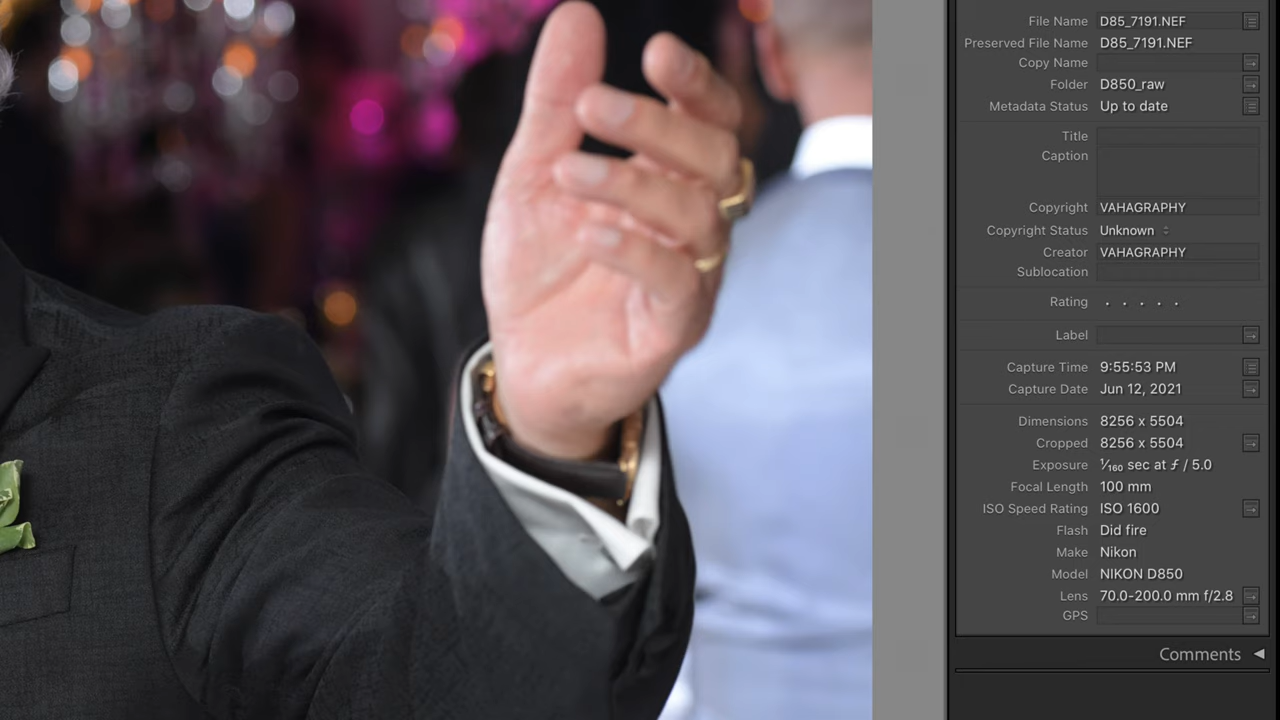 File Name D85_7191.NEF
Preserved File Name D85_7191.NEF
Copy Name
Folder D850_raw
Metadata Status Up to date
Title
Caption
Copyright VAHAGRAPHY
Copyright Status Unknown
Creator VAHAGRAPHY
Sublocation
Rating . . . . .
Label
Capture Time 9:55:53 PM
Capture Date Jun 12, 2021
Dimensions 8256 x 5504
Cropped 8256 x 5504
Exposure 1/160 sec at ƒ / 5.0
Focal Length 100 mm
ISO Speed Rating ISO 1600
Flash Did fire
Make Nikon
Model NIKON D850
Lens 70.0-200.0 mm f/2.8
GPS
Comments